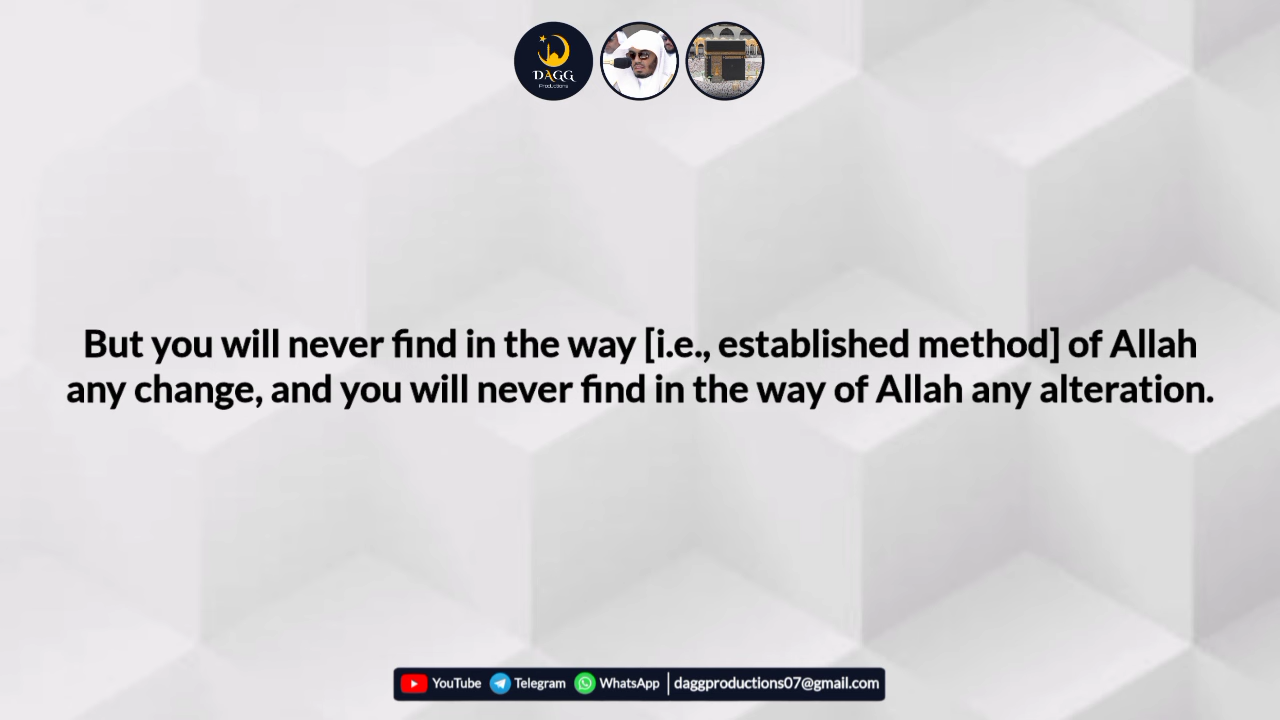 DAGG
Productions
But you will never find in the way [i.e., established method] of Allah
any change, and you will never find in the way of Allah any alteration.
YouTube Telegram WhatsApp | daggproductions07@gmail.com